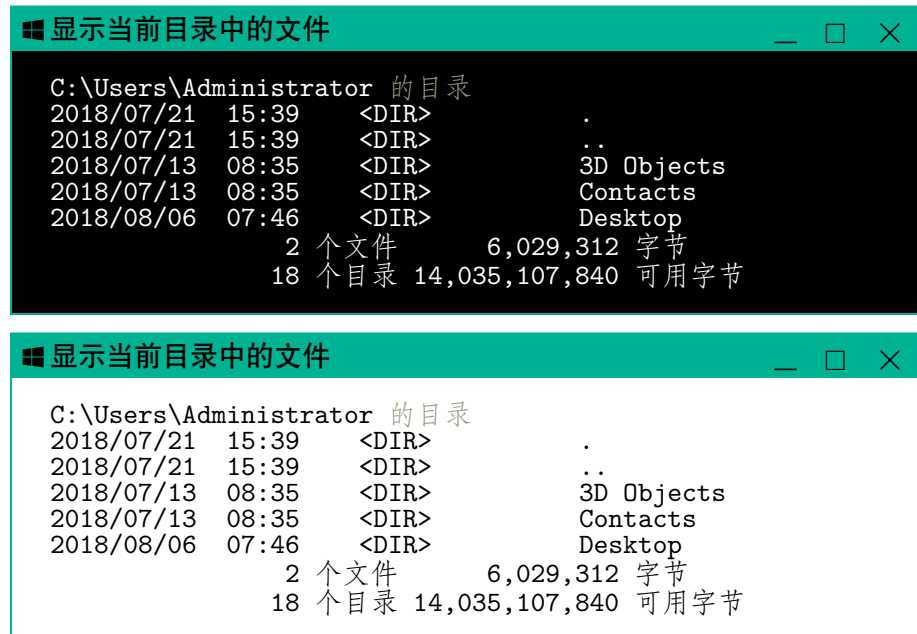 显示当前目录中的文件
C:\Users\Administrator 的目录
2018/07/21  15:39    <DIR>          .
2018/07/21  15:39    <DIR>          ..
2018/07/13  08:35    <DIR>          3D Objects
2018/07/13  08:35    <DIR>          Contacts
2018/08/06  07:46    <DIR>          Desktop
2 个文件      6,029,312 字节
18 个目录 14,035,107,840 可用字节
显示当前目录中的文件
C:\Users\Administrator 的目录
2018/07/21  15:39    <DIR>          .
2018/07/21  15:39    <DIR>          ..
2018/07/13  08:35    <DIR>          3D Objects
2018/07/13  08:35    <DIR>          Contacts
2018/08/06  07:46    <DIR>          Desktop
2 个文件      6,029,312 字节
18 个目录 14,035,107,840 可用字节